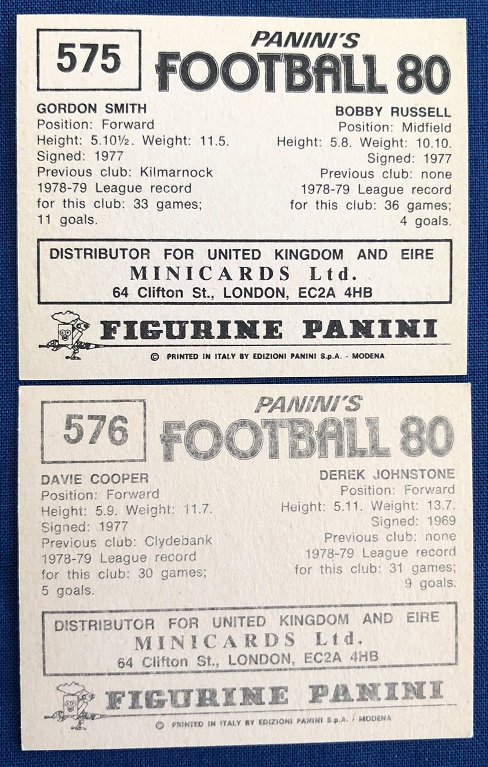 575
PANINI'S
FOOTBALL 80
GORDON SMITH
Position: Forward
Height: 5.10½. Weight: 11.5.
Signed: 1977
Previous club: Kilmarnock
1978-79 League record
for this club: 33 games;
11 goals.
BOBBY RUSSELL
Position: Midfield
Height: 5.8. Weight: 10.10.
Signed: 1977
Previous club: none
1978-79 League record
for this club: 36 games;
4 goals.
DISTRIBUTOR FOR UNITED KINGDOM AND EIRE
MINICARDS Ltd.
64 Clifton St., LONDON, EC2A 4HB
FIGURINE PANINI
© PRINTED IN ITALY BY EDIZIONI PANINI S.p.A. - MODENA
576
PANINI'S
FOOTBALL 80
DAVIE COOPER
Position: Forward
Height: 5.9. Weight: 11.7.
Signed: 1977
Previous club: Clydebank
1978-79 League record
for this club: 30 games;
5 goals.
DEREK JOHNSTONE
Position: Forward
Height: 5.11. Weight: 13.7.
Signed: 1969
Previous club: none
1978-79 League record
for this club: 31 games;
9 goals.
DISTRIBUTOR FOR UNITED KINGDOM AND EIRE
MINICARDS Ltd.
64 Clifton St., LONDON, EC2A 4HB
FIGURINE PANINI
© PRINTED IN ITALY BY EDIZIONI PANINI S.p.A. - MODENA